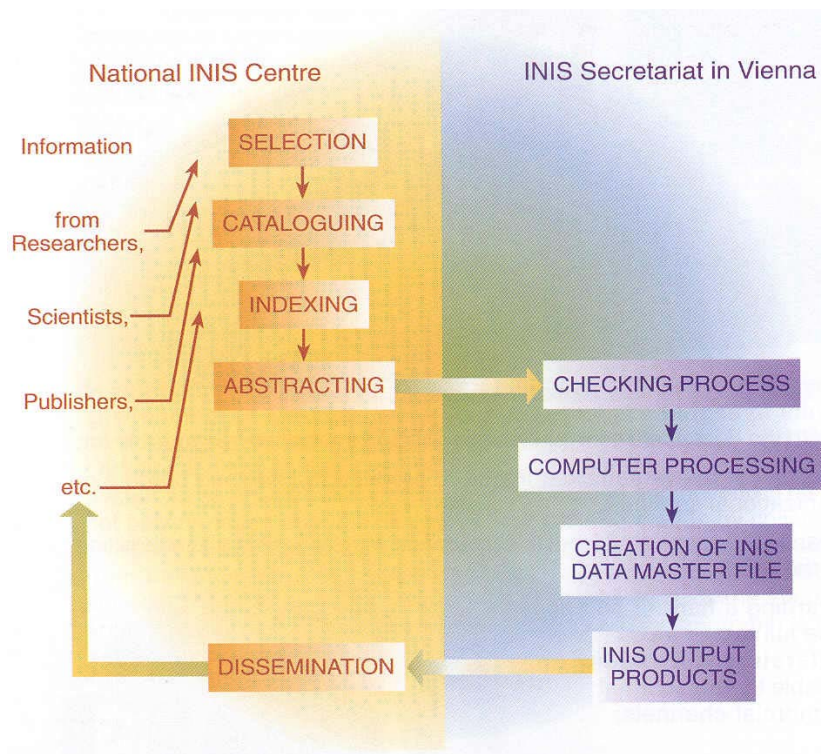 National INIS Centre
INIS Secretariat in Vienna
Information
from
Researchers,
Scientists,
Publishers,
etc.
SELECTION
CATALOGUING
INDEXING
ABSTRACTING
CHECKING PROCESS
COMPUTER PROCESSING
CREATION OF INIS
DATA MASTER FILE
INIS OUTPUT
PRODUCTS
DISSEMINATION